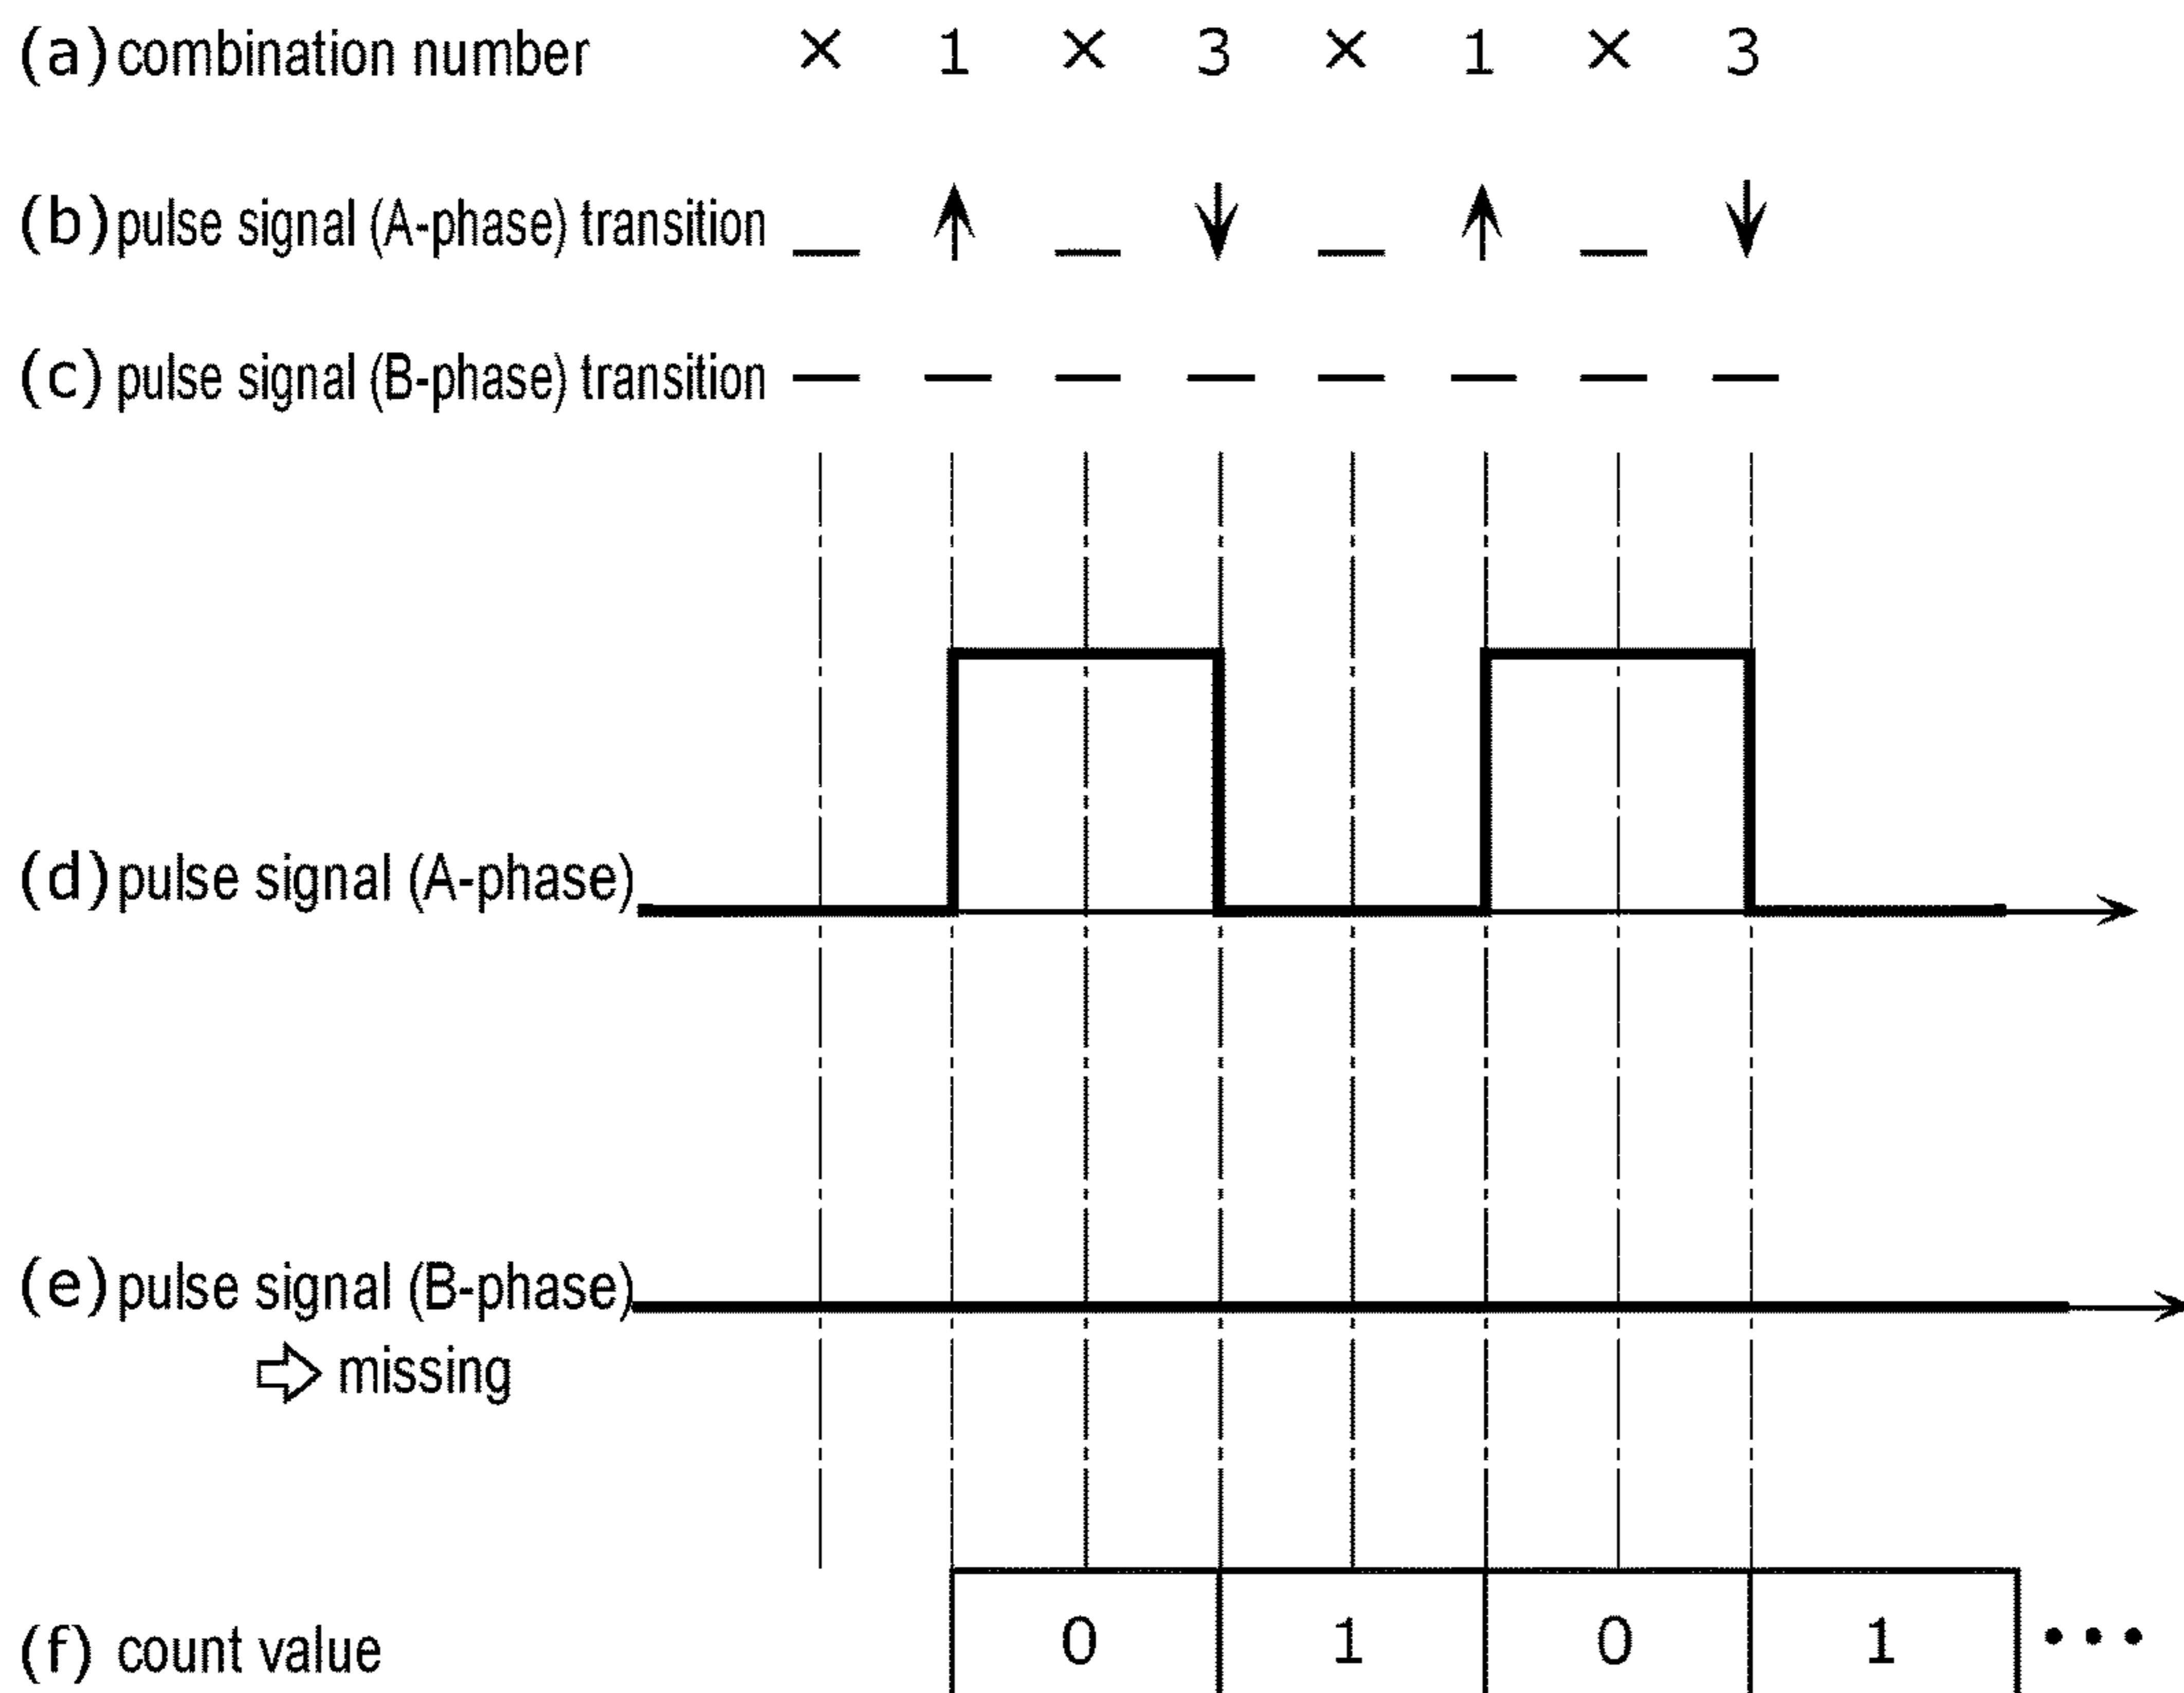 (a) combination number × 1 × 3 × 1 × 3
(b) pulse signal (A-phase) transition
(c) pulse signal (B-phase) transition
(d) pulse signal (A-phase)
(e) pulse signal (B-phase)
⇨ missing
(f) count value 0 1 0 1 •••